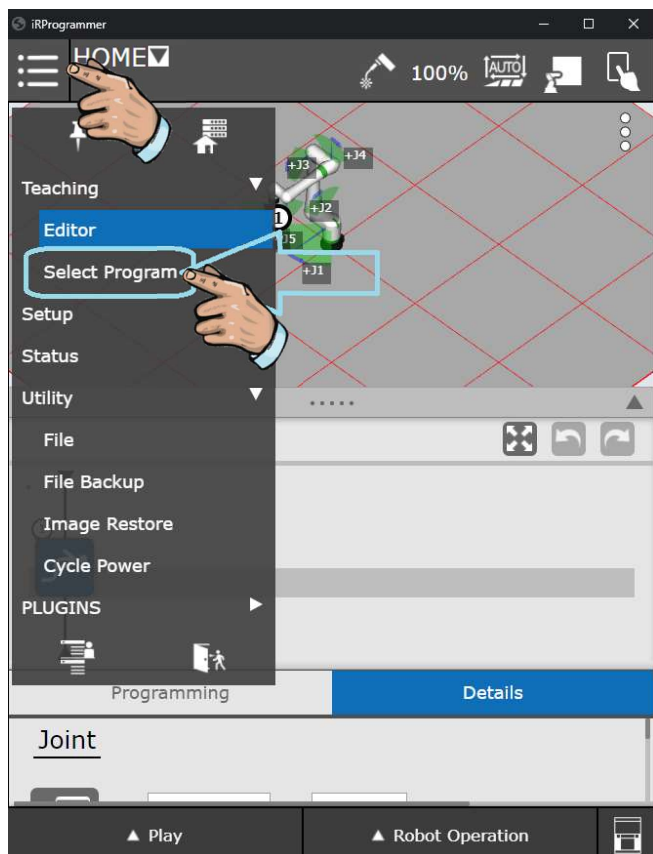 iRProgrammer
HOME
100% AUTO
+J3 +J4
Teaching
+J2
1
Editor
J5
Select Program
+J1
Setup
Status
Utility
File
File Backup
Image Restore
Cycle Power
PLUGINS
Programming Details
Joint
Play Robot Operation